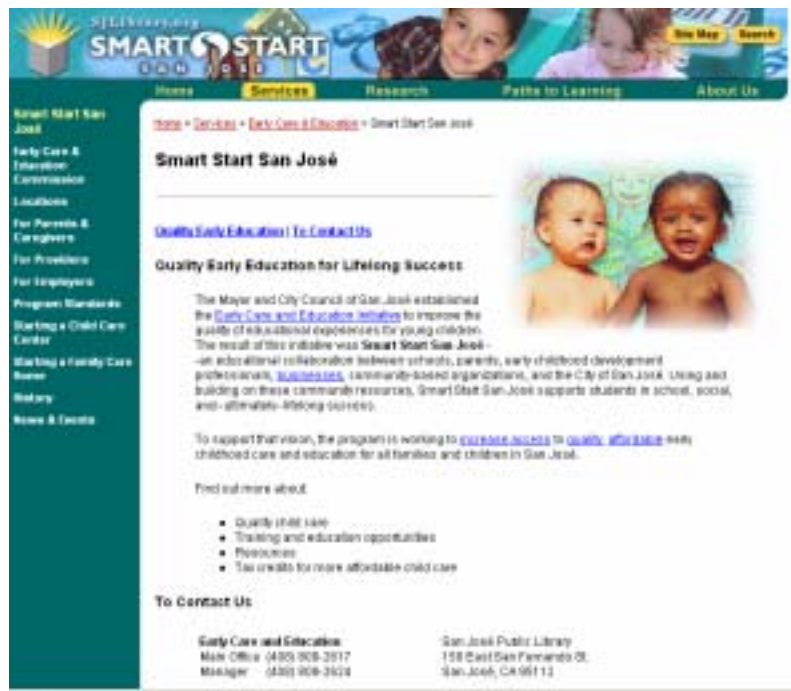 SJLibrary.org
SMART START
SAN JOSE
Site Map Search
Home Services Research Paths to Learning About Us
Smart Start San
José
Early Care &
Education
Commission
Locations
For Parents &
Caregivers
For Providers
For Employers
Program Standards
Starting a Child Care
Center
Starting a Family Care
Home
History
News & Events
Home > Services > Early Care & Education > Smart Start San José
Smart Start San José
Quality Early Education | To Contact Us
Quality Early Education for Lifelong Success
The Mayor and City Council of San José established
the Early Care and Education Initiative to improve the
quality of educational experiences for young children.
The result of this initiative was Smart Start San José-
-an educational collaboration between schools, parents, early childhood development
professionals, businesses, community-based organizations, and the City of San José. Using and
building on these community resources, Smart Start San José supports students in school, social,
and--ultimately--lifelong success.
To support that vision, the program is working to increase access to quality, affordable early
childhood care and education for all families and children in San José.
Find out more about
• Quality child care
• Training and education opportunities
• Resources
• Tax credits for more affordable child care
To Contact Us
Early Care and Education
Main Office (408) 808-2617
Manager (408) 808-2624
San José Public Library
150 East San Fernando St.
San José, CA 95112